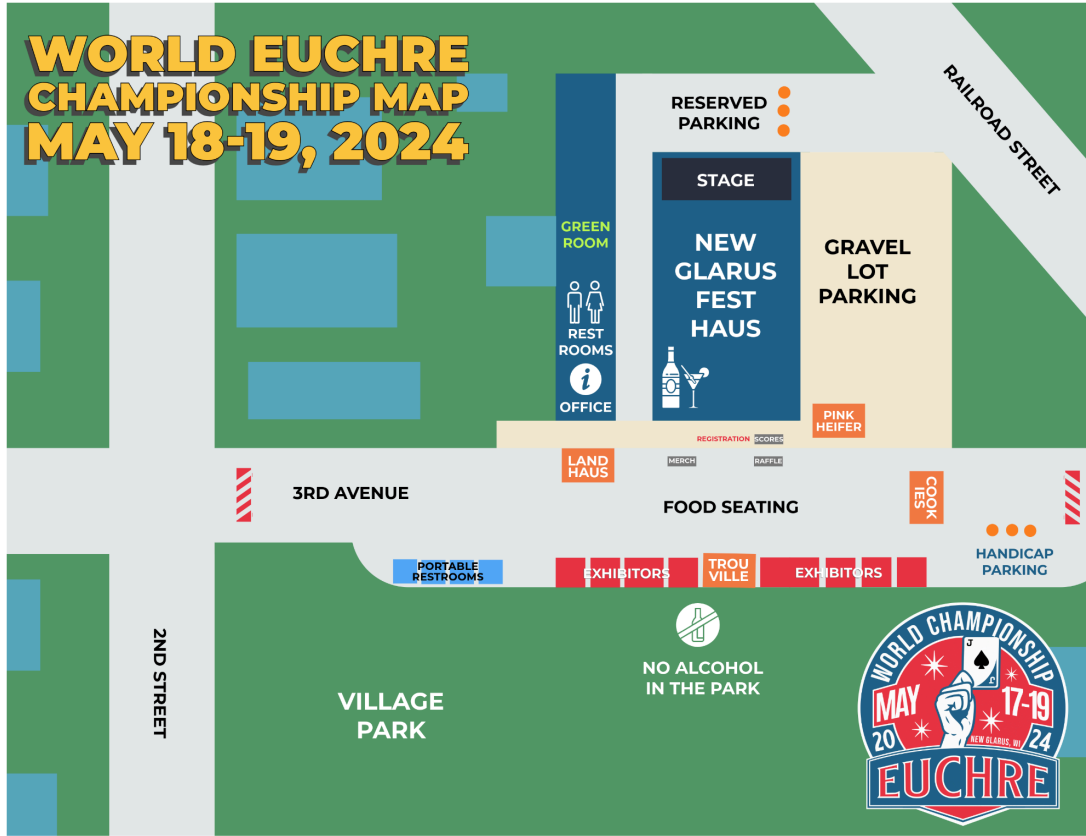 WORLD EUCHRE
CHAMPIONSHIP MAP
MAY 18-19, 2024
RESERVED
PARKING
RAILROAD STREET
STAGE
GREEN
ROOM
NEW
GLARUS
FEST
HAUS
GRAVEL
LOT
PARKING
REST
ROOMS
i
OFFICE
PINK
HEIFER
REGISTRATION
SCORES
LAND
HAUS
MERCH
RAFFLE
3RD AVENUE
FOOD SEATING
COOK
IES
HANDICAP
PARKING
PORTABLE
RESTROOMS
EXHIBITORS
TROU
VILLE
EXHIBITORS
2ND STREET
VILLAGE
PARK
NO ALCOHOL
IN THE PARK
WORLD CHAMPIONSHIP
J
J
MAY
17-19
20
24
NEW GLARUS, WI
EUCHRE